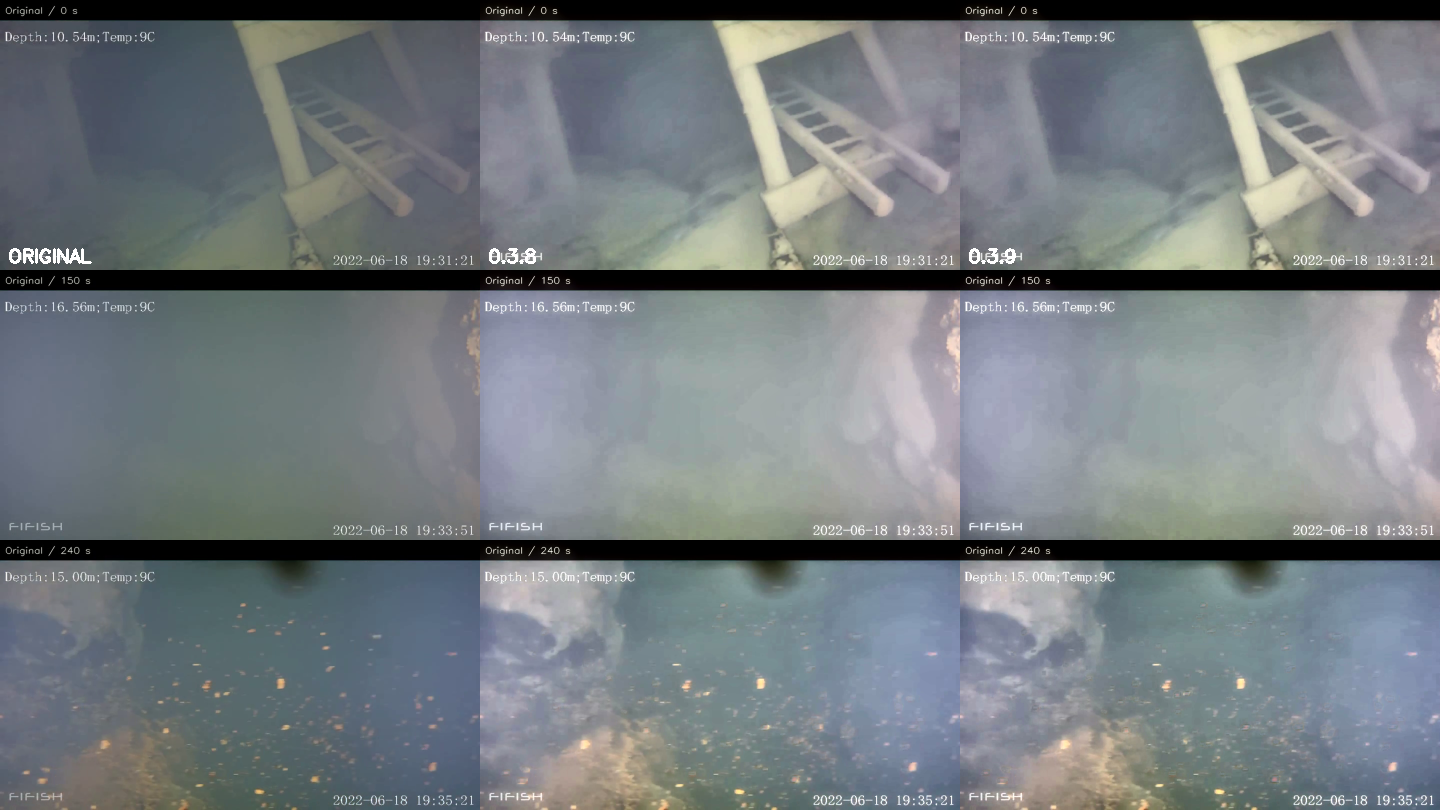 Original / 0 s
Original / 0 s
Original / 0 s
Depth:10.54m;Temp:9C
Depth:10.54m;Temp:9C
Depth:10.54m;Temp:9C
ORIGINAL
2022-06-18 19:31:21
0.3.8
2022-06-18 19:31:21
0.3.9
2022-06-18 19:31:21
Original / 150 s
Original / 150 s
Original / 150 s
Depth:16.56m;Temp:9C
Depth:16.56m;Temp:9C
Depth:16.56m;Temp:9C
FIFISH
2022-06-18 19:33:51
FIFISH
2022-06-18 19:33:51
FIFISH
2022-06-18 19:33:51
Original / 240 s
Original / 240 s
Original / 240 s
Depth:15.00m;Temp:9C
Depth:15.00m;Temp:9C
Depth:15.00m;Temp:9C
FIFISH
2022-06-18 19:35:21
FIFISH
2022-06-18 19:35:21
FIFISH
2022-06-18 19:35:21